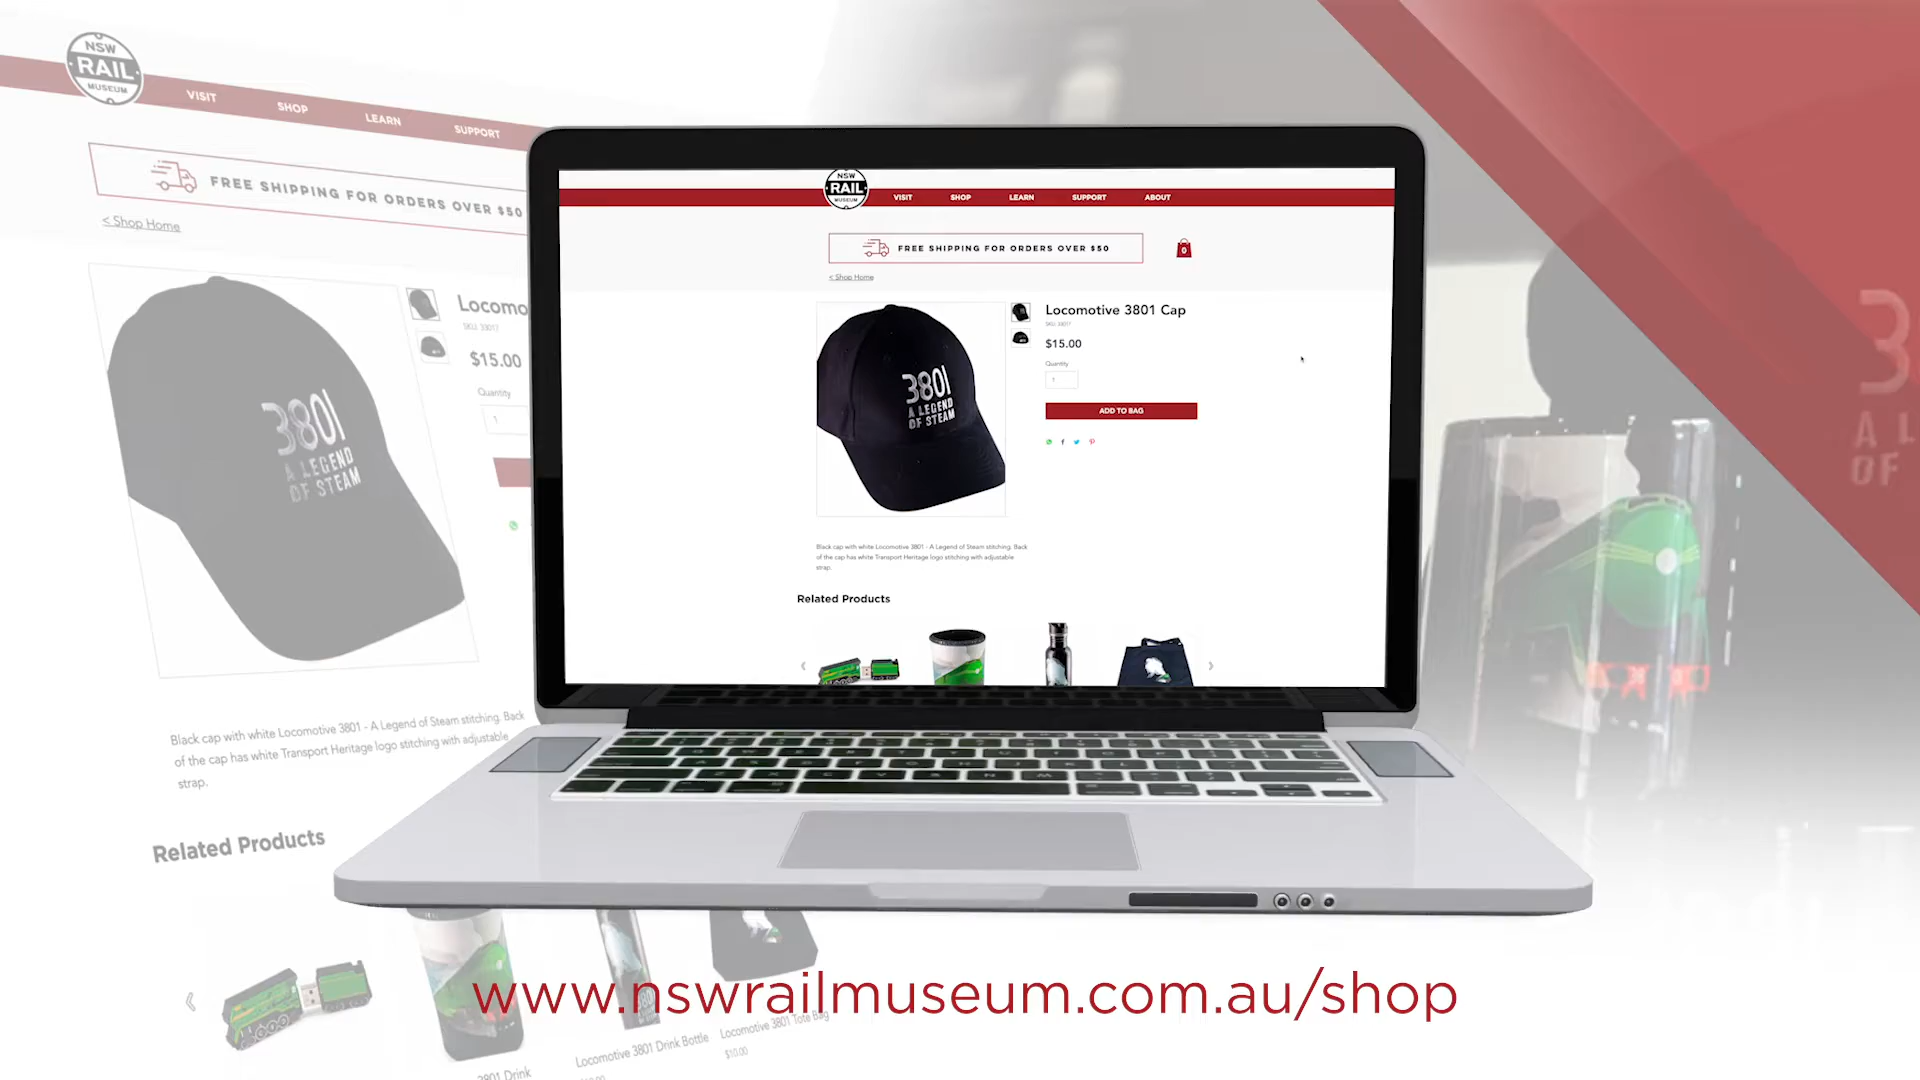 NSW
RAIL
MUSEUM
VISIT
SHOP
LEARN
SUPPORT
FREE SHIPPING FOR ORDERS OVER $50
< Shop Home
Locomo
SKU: 33017
$15.00
Quantity
1
3801
A LEGEND
OF STEAM
Black cap with white Locomotive 3801 - A Legend of Steam stitching. Back
of the cap has white Transport Heritage logo stitching with adjustable
strap.
Related Products
3801 Drink
Locomotive 3801 Drink Bottle
Locomotive 3801 Tote Bag
$10.00
NSW
RAIL
MUSEUM
VISIT
SHOP
LEARN
SUPPORT
ABOUT
FREE SHIPPING FOR ORDERS OVER $50
0
< Shop Home
Locomotive 3801 Cap
SKU: 33017
$15.00
Quantity
1
ADD TO BAG
3801
A LEGEND
OF STEAM
Black cap with white Locomotive 3801 - A Legend of Steam stitching. Back
of the cap has white Transport Heritage logo stitching with adjustable
strap.
Related Products
3
A L
OF
www.nswrailmuseum.com.au/shop